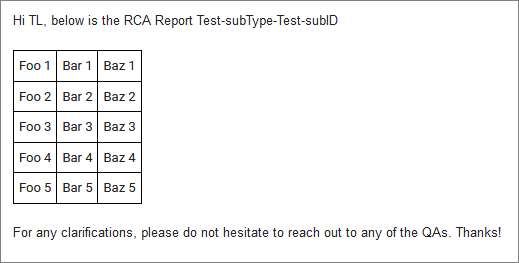 Hi TL, below is the RCA Report Test-subType-Test-subID
Foo 1 Bar 1 Baz 1
Foo 2 Bar 2 Baz 2
Foo 3 Bar 3 Baz 3
Foo 4 Bar 4 Baz 4
Foo 5 Bar 5 Baz 5
For any clarifications, please do not hesitate to reach out to any of the QAs. Thanks!